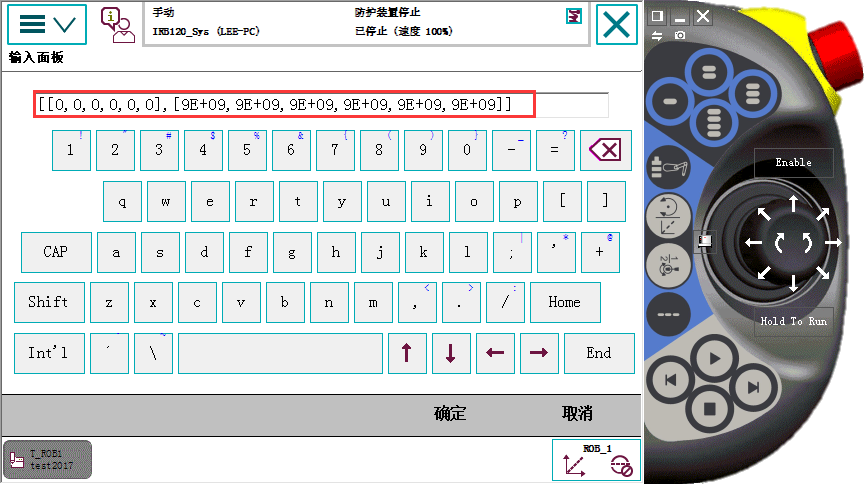 手动
防护装置停止
IRB120_Sys (LEE-PC)
已停止 (速度 100%)
输入面板
[[0,0,0,0,0,0],[9E+09,9E+09,9E+09,9E+09,9E+09,9E+09]]
1 ! 2 " 3 # 4 $ 5 % 6 & 7 { 8 ( 9 ) 0 } - _ = ?
q w e r t y u i o p [ ]
CAP a s d f g h j k l ; | ' * + @
Shift z x c v b n m , < . > / : Home
Int'l ´ ` \ ~ ↑ ↓ ← → End
确定 取消
T_ROB1
test2017
ROB_1
1/2
Enable
Hold To Run